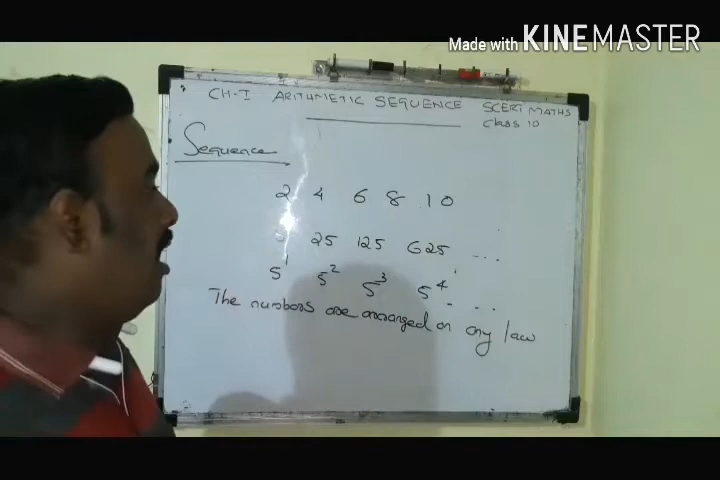 Made with KINEMASTER
CH-I ARITHMETIC SEQUENCE SCERT MATHS
Class 10
Sequence
2 4 6 8 10
5 25 125 625 ...
5¹ 5² 5³ 5⁴ ...
The numbers are arranged on any law